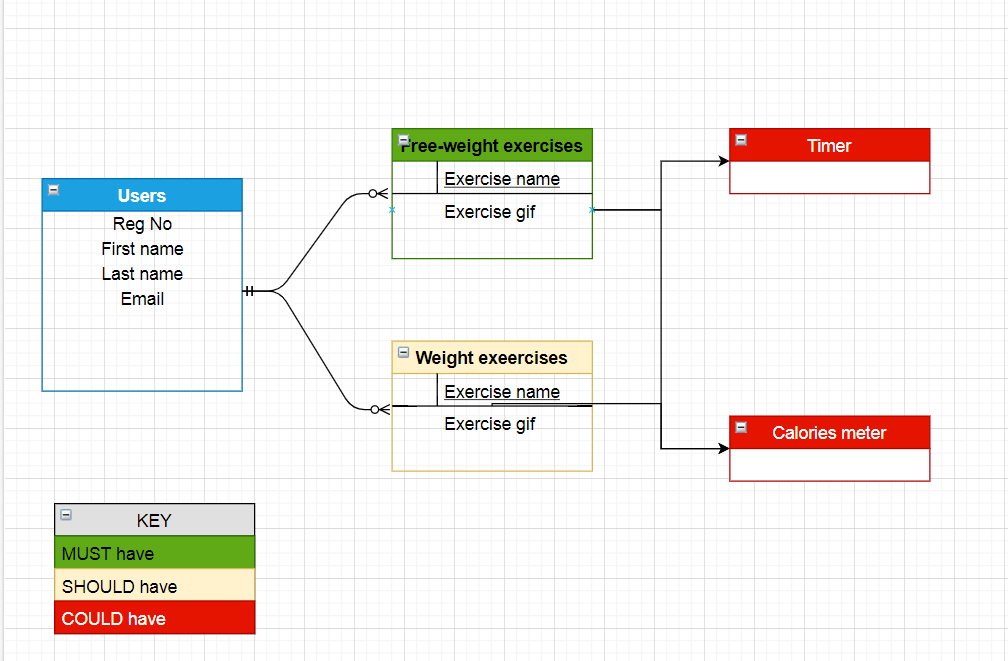 Users
Reg No
First name
Last name
Email
Free-weight exercises
Exercise name
Exercise gif
Weight exeercises
Exercise name
Exercise gif
Timer
Calories meter
KEY
MUST have
SHOULD have
COULD have